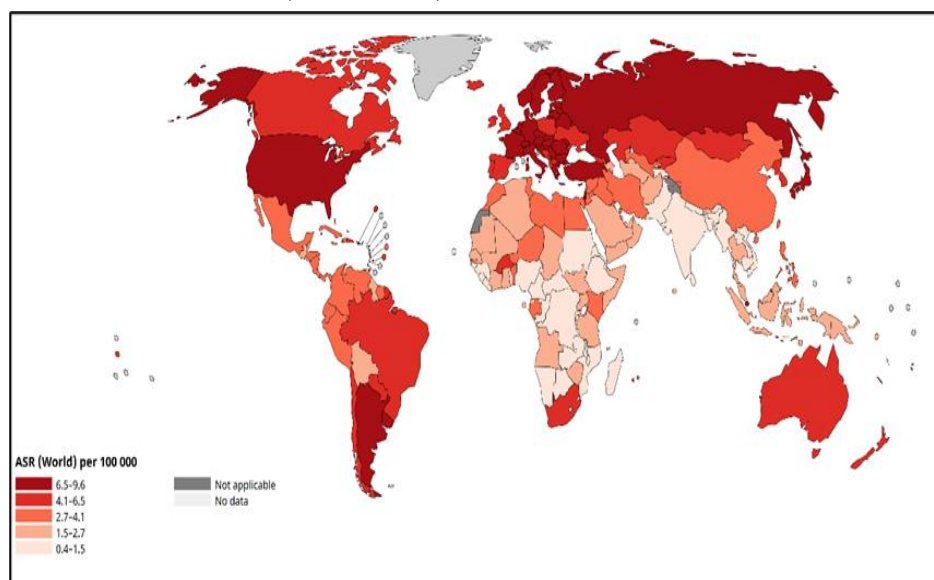 ASR (World) per 100 000
6.5–9.6
4.1–6.5
2.7–4.1
1.5–2.7
0.4–1.5
Not applicable
No data